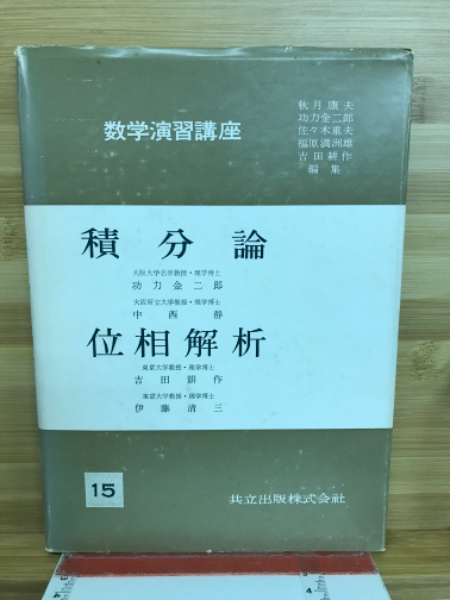 数学演習講座
秋月康夫
功力金二郎
佐々木重夫
福原満洲雄
吉田耕作
編集
積分論
大阪大学名誉教授・理学博士
功力金二郎
大阪府立大学教授・理学博士
中西静
位相解析
東京大学教授・理学博士
吉田耕作
東京大学教授・理学博士
伊藤清三
15
共立出版株式会社